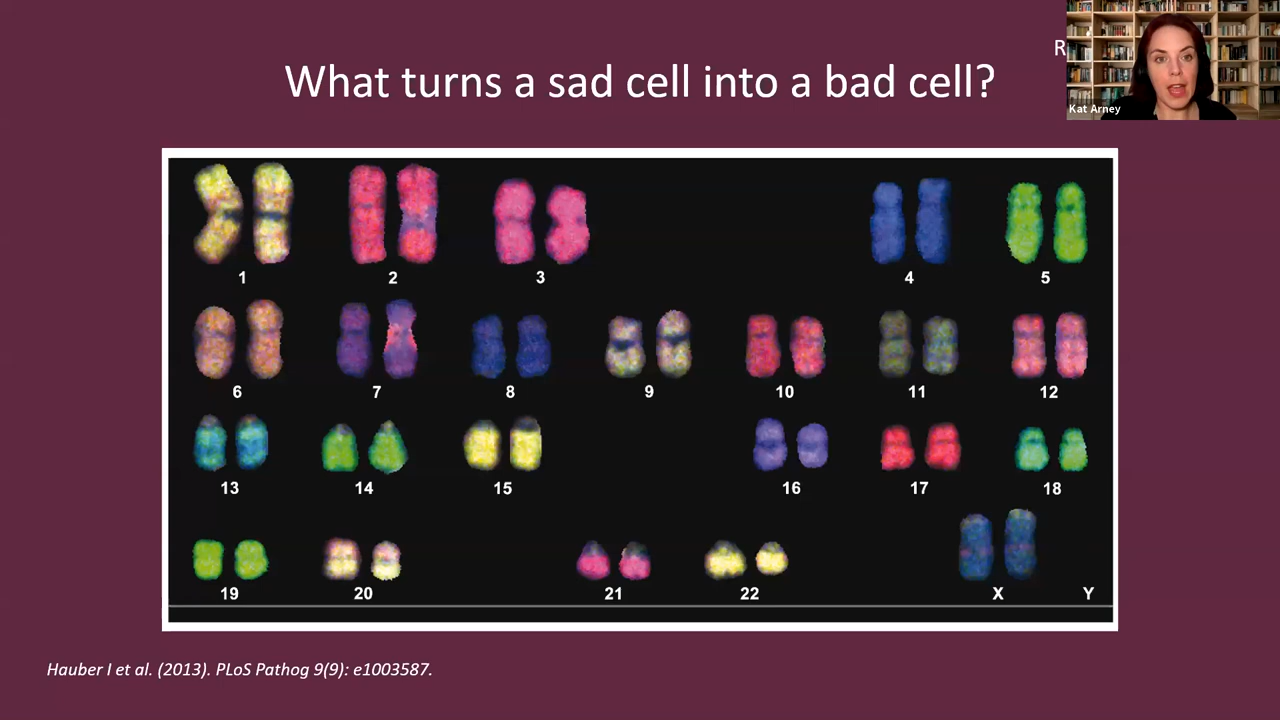 R
What turns a sad cell into a bad cell?
Kat Arney
1 2 3 4 5
6 7 8 9 10 11 12
13 14 15 16 17 18
19 20 21 22 X Y
Hauber I et al. (2013). PLoS Pathog 9(9): e1003587.